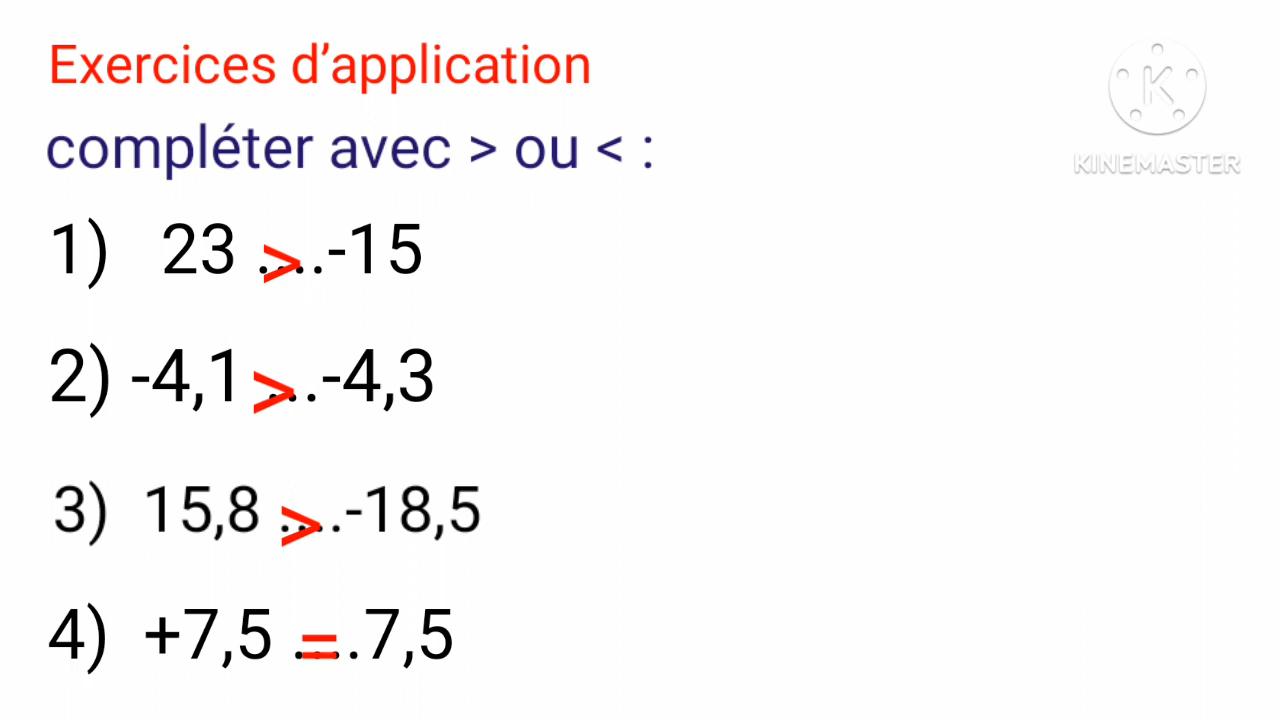 Exercices d’application
compléter avec > ou < :
1) 23 >....-15
2) -4,1 >...-4,3
3) 15,8 >....-18,5
4) +7,5 =....7,5
K
KINEMASTER